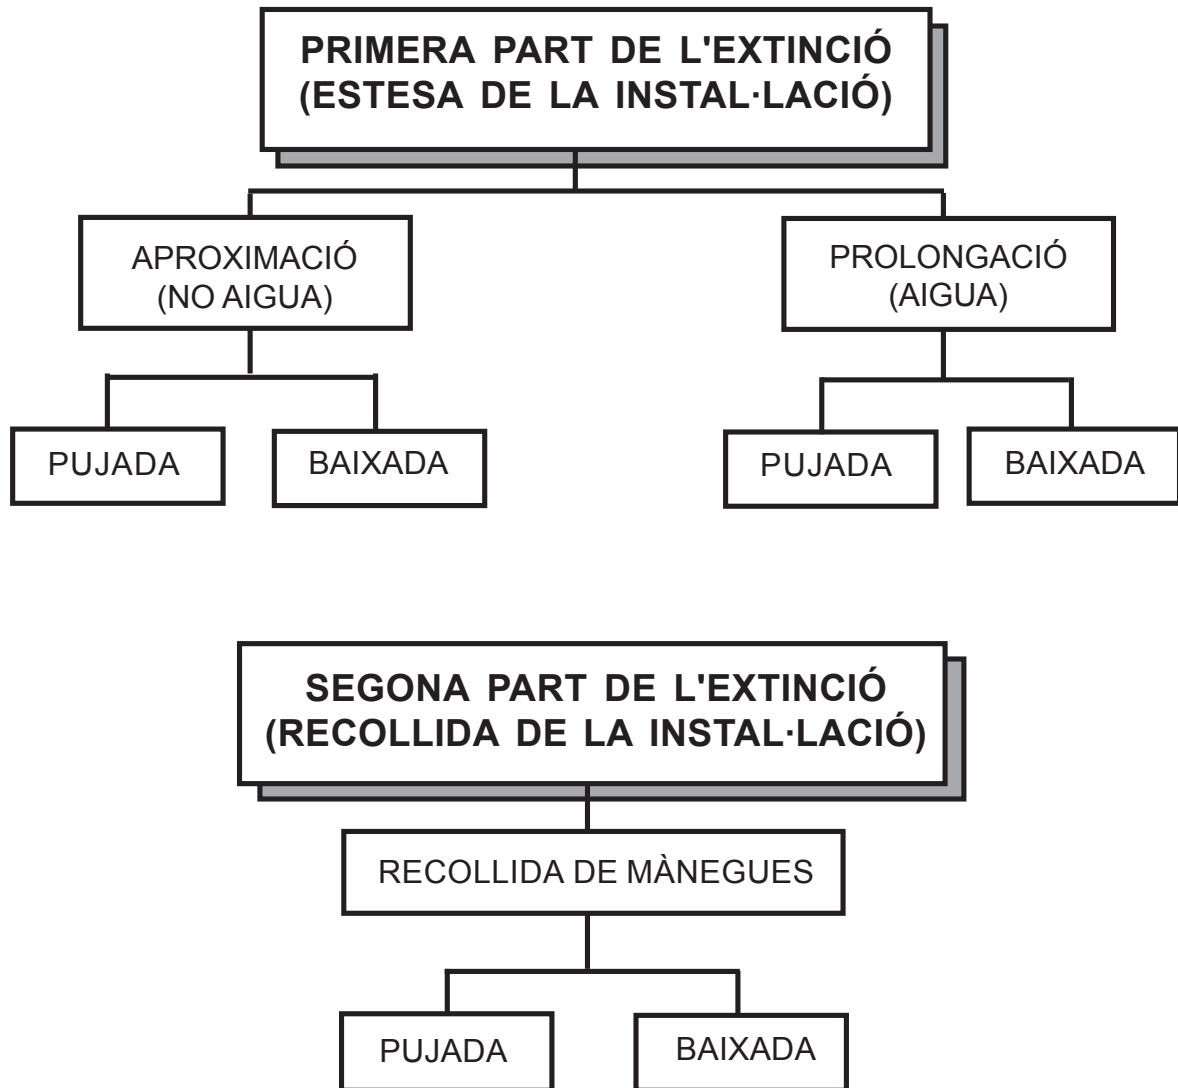 PRIMERA PART DE L'EXTINCIÓ
(ESTESA DE LA INSTAL·LACIÓ)
APROXIMACIÓ
(NO AIGUA)
PROLONGACIÓ
(AIGUA)
PUJADA
BAIXADA
PUJADA
BAIXADA
SEGONA PART DE L'EXTINCIÓ
(RECOLLIDA DE LA INSTAL·LACIÓ)
RECOLLIDA DE MÀNEGUES
PUJADA
BAIXADA